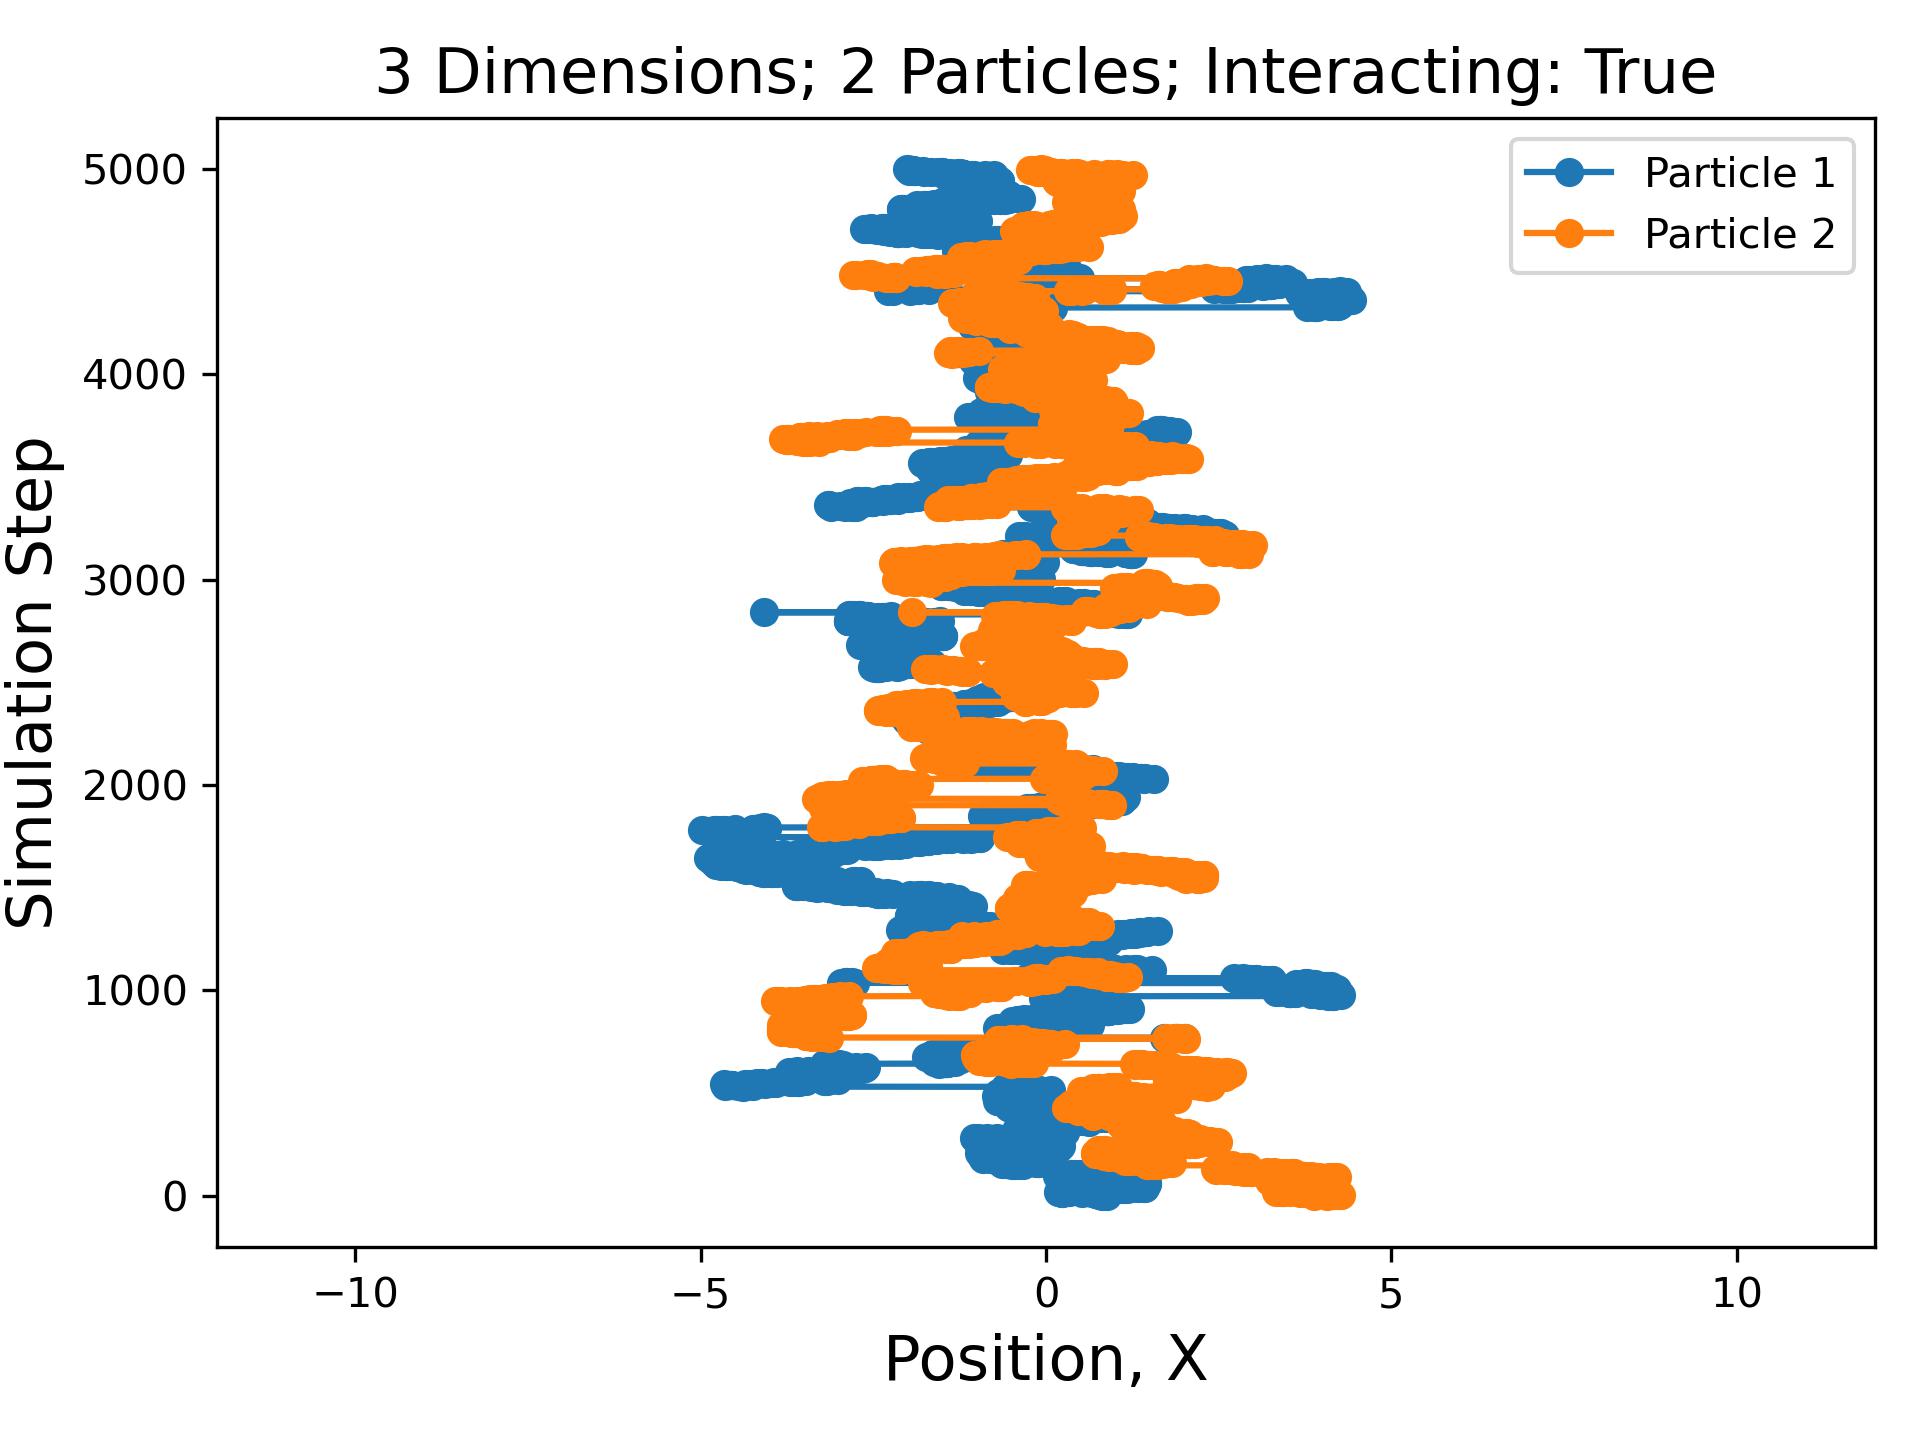 3 Dimensions; 2 Particles; Interacting: True
Particle 1
Particle 2
5000
4000
3000
2000
1000
0
Simulation Step
−10
−5
0
5
10
Position, X